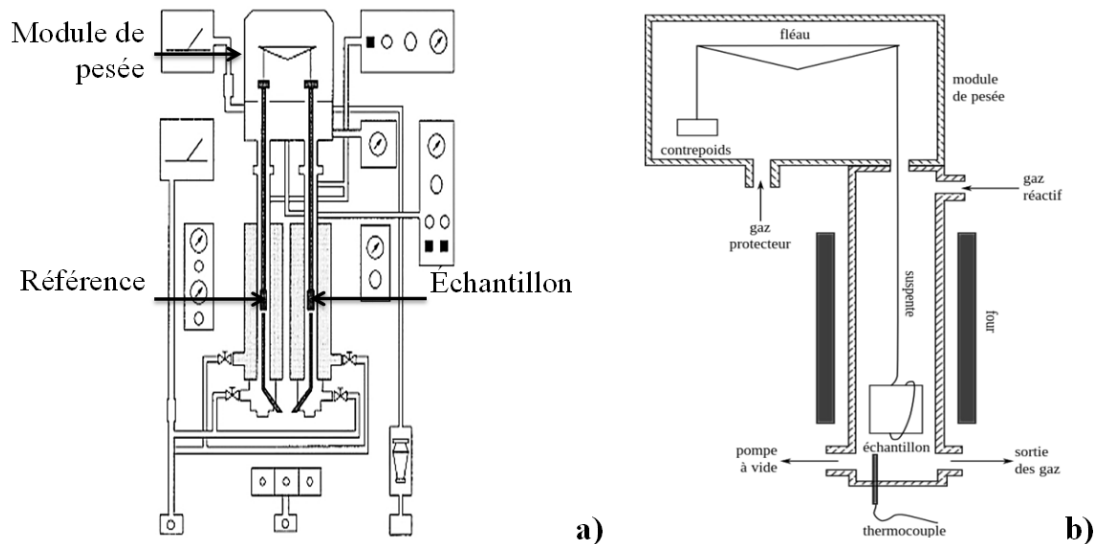 Module de
pesée
Référence
Échantillon
a)
fléau
module
de pesée
contrepoids
gaz
réactif
gaz
protecteur
suspente
four
échantillon
pompe
à vide
sortie
des gaz
thermocouple
b)